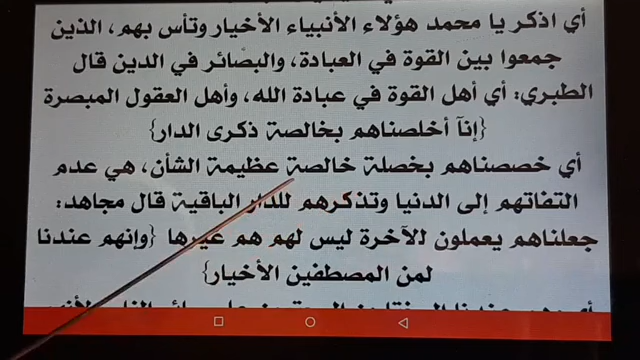 أي اذكر يا محمد هؤلاء الأنبياء الأخيار وتأس بهم، الذين
جمعوا بين القوة في العبادة، والبصائر في الدين قال
الطبري: أي أهل القوة في عبادة الله، وأهل العقول المبصرة
{إنآ أخلصناهم بخالصة ذكرى الدار}
أي خصصناهم بخصلة خالصة عظيمة الشأن، هي عدم
التفاتهم إلى الدنيا وتذكرهم للدار الباقية قال مجاهد:
جعلناهم يعملون للآخرة ليس لهم هم غيرها {وإنهم عندنا
لمن المصطفين الأخيار}